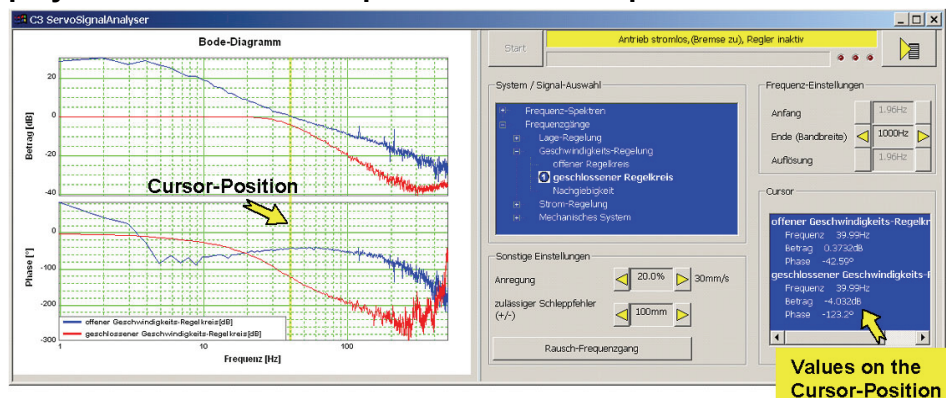 C3 ServoSignalAnalyser
Bode-Diagramm
Betrag [dB]
20
0
-20
-40
Cursor-Position
Phase [°]
0
-100
-200
-300
offener Geschwindigkeits-Regelkreis[dB]
geschlossener Geschwindigkeits-Regelkreis[dB]
1
10
100
Frequenz [Hz]
Start
Antrieb stromlos,(Bremse zu), Regler inaktiv
System / Signal-Auswahl
Frequenz-Spektren
Frequenzgänge
Lage-Regelung
Geschwindigkeits-Regelung
offener Regelkreis
1 geschlossener Regelkreis
Nachgiebigkeit
Strom-Regelung
Mechanisches System
Frequenz-Einstellungen
Anfang 1.96Hz
Ende (Bandbreite) 1000Hz
Auflösung 1.96Hz
Sonstige Einstellungen
Anregung 20.0% 30mm/s
zulässiger Schleppfehler
(+/-) 100mm
Rausch-Frequenzgang
Cursor
offener Geschwindigkeits-Regelkr
Frequenz 39.99Hz
Betrag 0.3732dB
Phase -42.59º
geschlossener Geschwindigkeits-F
Frequenz 39.99Hz
Betrag -4.032dB
Phase -123.2º
Values on the
Cursor-Position